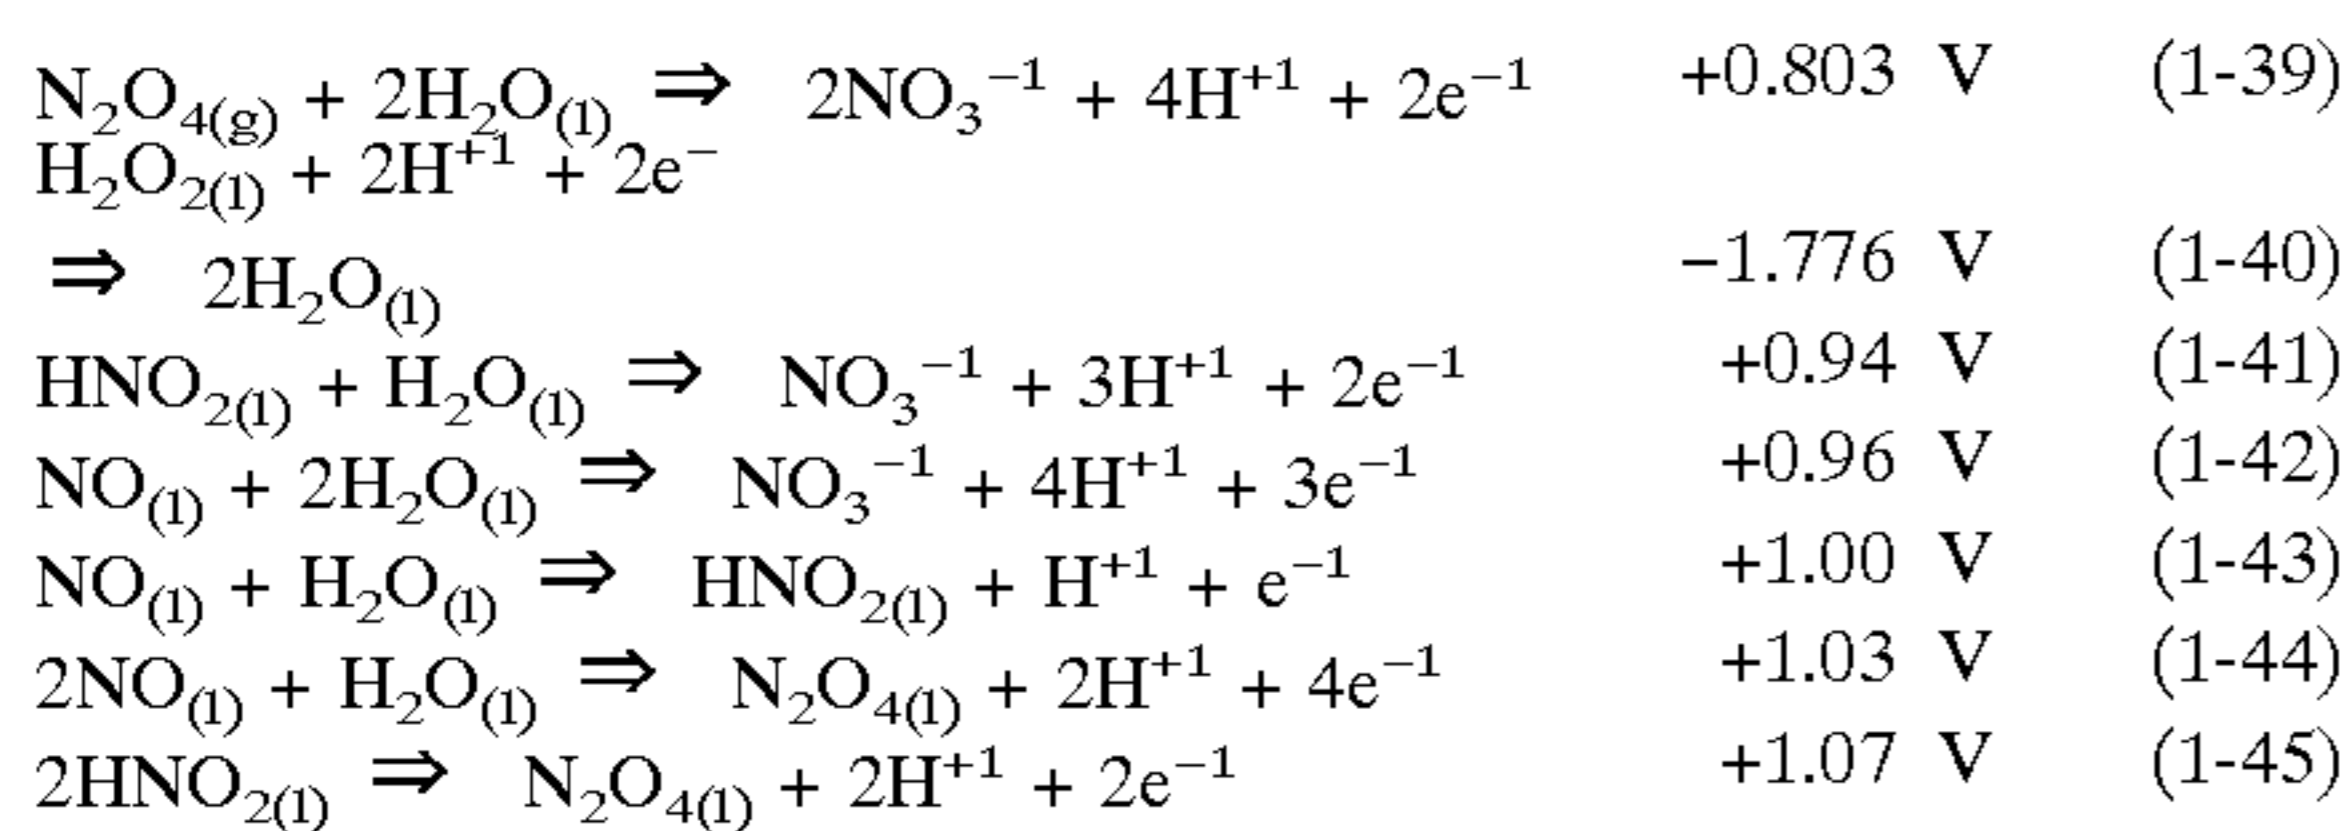 N₂O₄₍g₎ + 2H₂O₍l₎ ⇒ 2NO₃⁻¹ + 4H⁺¹ + 2e⁻¹ +0.803 V (1-39)
H₂O₂₍l₎ + 2H⁺¹ + 2e⁻
⇒ 2H₂O₍l₎ −1.776 V (1-40)
HNO₂₍l₎ + H₂O₍l₎ ⇒ NO₃⁻¹ + 3H⁺¹ + 2e⁻¹ +0.94 V (1-41)
NO₍l₎ + 2H₂O₍l₎ ⇒ NO₃⁻¹ + 4H⁺¹ + 3e⁻¹ +0.96 V (1-42)
NO₍l₎ + H₂O₍l₎ ⇒ HNO₂₍l₎ + H⁺¹ + e⁻¹ +1.00 V (1-43)
2NO₍l₎ + H₂O₍l₎ ⇒ N₂O₄₍l₎ + 2H⁺¹ + 4e⁻¹ +1.03 V (1-44)
2HNO₂₍l₎ ⇒ N₂O₄₍l₎ + 2H⁺¹ + 2e⁻¹ +1.07 V (1-45)